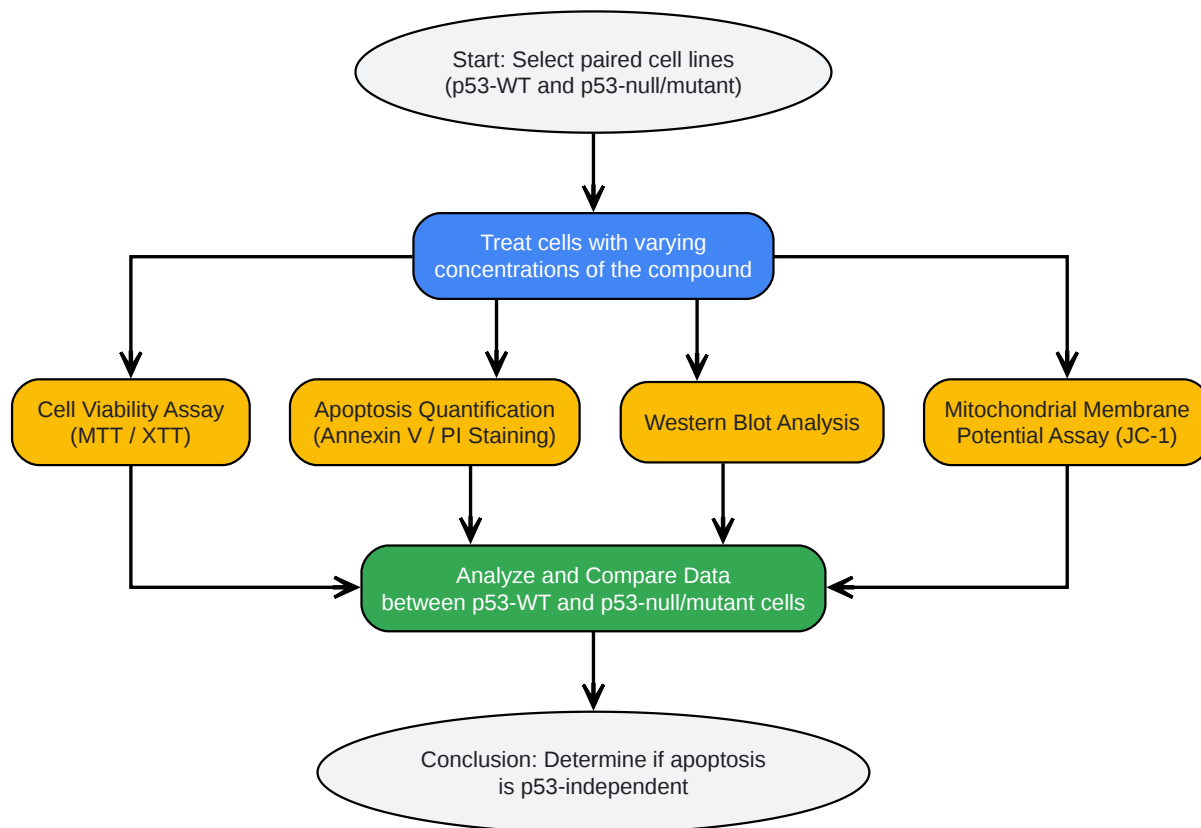 Start: Select paired cell lines
(p53-WT and p53-null/mutant)
Treat cells with varying
concentrations of the compound
Cell Viability Assay
(MTT / XTT)
Apoptosis Quantification
(Annexin V / PI Staining)
Western Blot Analysis
Mitochondrial Membrane
Potential Assay (JC-1)
Analyze and Compare Data
between p53-WT and p53-null/mutant cells
Conclusion: Determine if apoptosis
is p53-independent